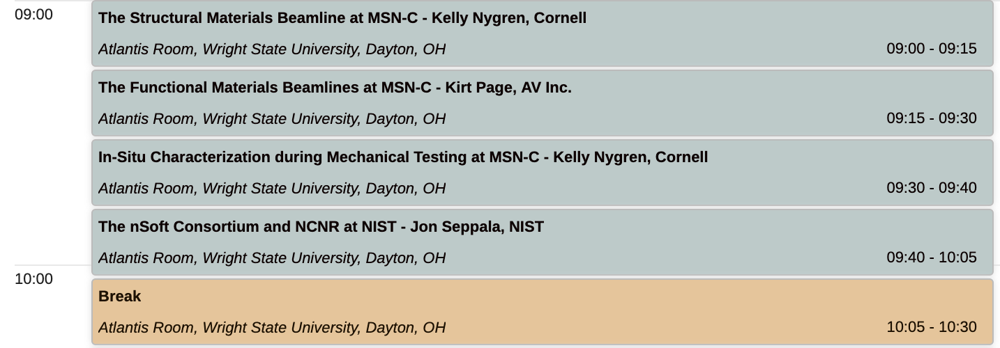 09:00
The Structural Materials Beamline at MSN-C - Kelly Nygren, Cornell
Atlantis Room, Wright State University, Dayton, OH 09:00 - 09:15
The Functional Materials Beamlines at MSN-C - Kirt Page, AV Inc.
Atlantis Room, Wright State University, Dayton, OH 09:15 - 09:30
In-Situ Characterization during Mechanical Testing at MSN-C - Kelly Nygren, Cornell
Atlantis Room, Wright State University, Dayton, OH 09:30 - 09:40
The nSoft Consortium and NCNR at NIST - Jon Seppala, NIST
Atlantis Room, Wright State University, Dayton, OH 09:40 - 10:05
10:00
Break
Atlantis Room, Wright State University, Dayton, OH 10:05 - 10:30